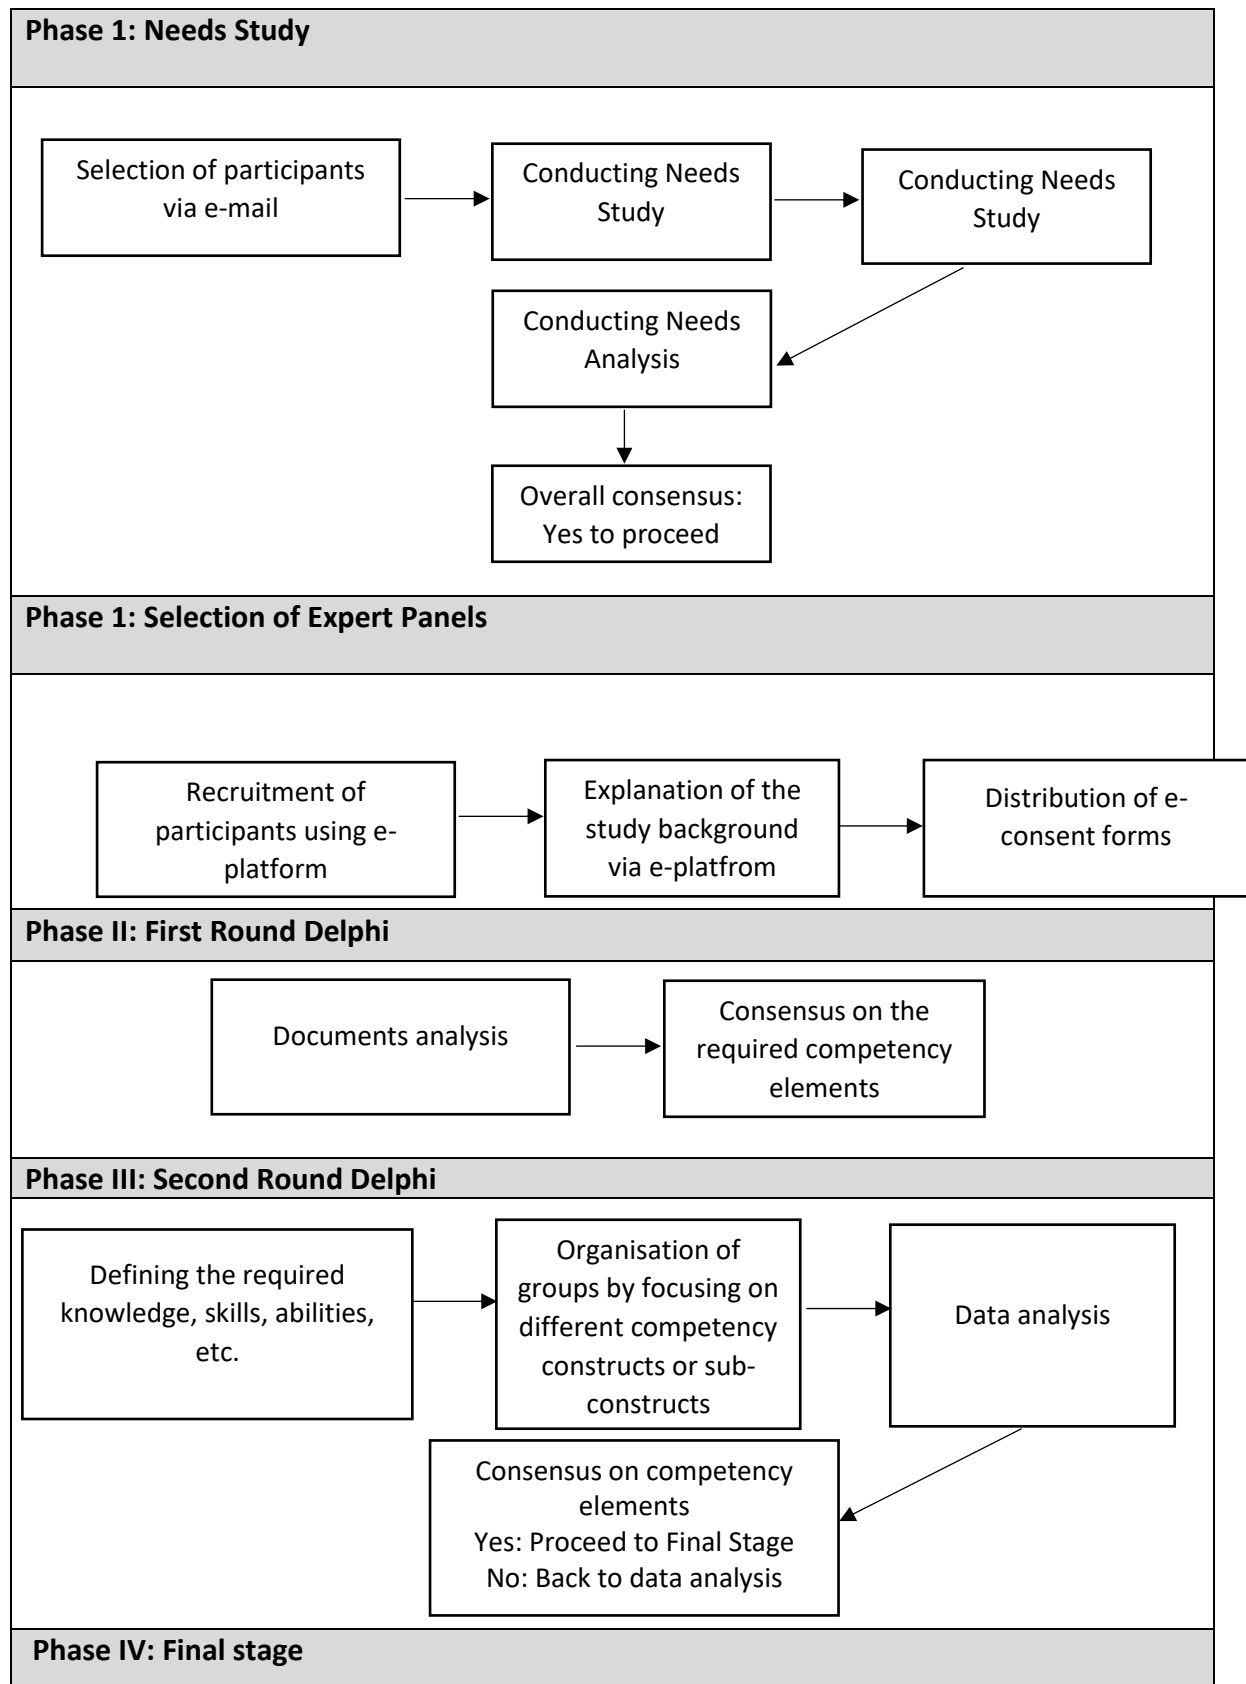 Phase 1: Needs Study
Selection of participants
via e-mail
Conducting Needs
Study
Conducting Needs
Study
Conducting Needs
Analysis
Overall consensus:
Yes to proceed
Phase 1: Selection of Expert Panels
Recruitment of
participants using e-
platform
Explanation of the
study background
via e-platfrom
Distribution of e-
consent forms
Phase II: First Round Delphi
Documents analysis
Consensus on the
required competency
elements
Phase III: Second Round Delphi
Defining the required
knowledge, skills, abilities,
etc.
Organisation of
groups by focusing on
different competency
constructs or sub-
constructs
Data analysis
Consensus on competency
elements
Yes: Proceed to Final Stage
No: Back to data analysis
Phase IV: Final stage